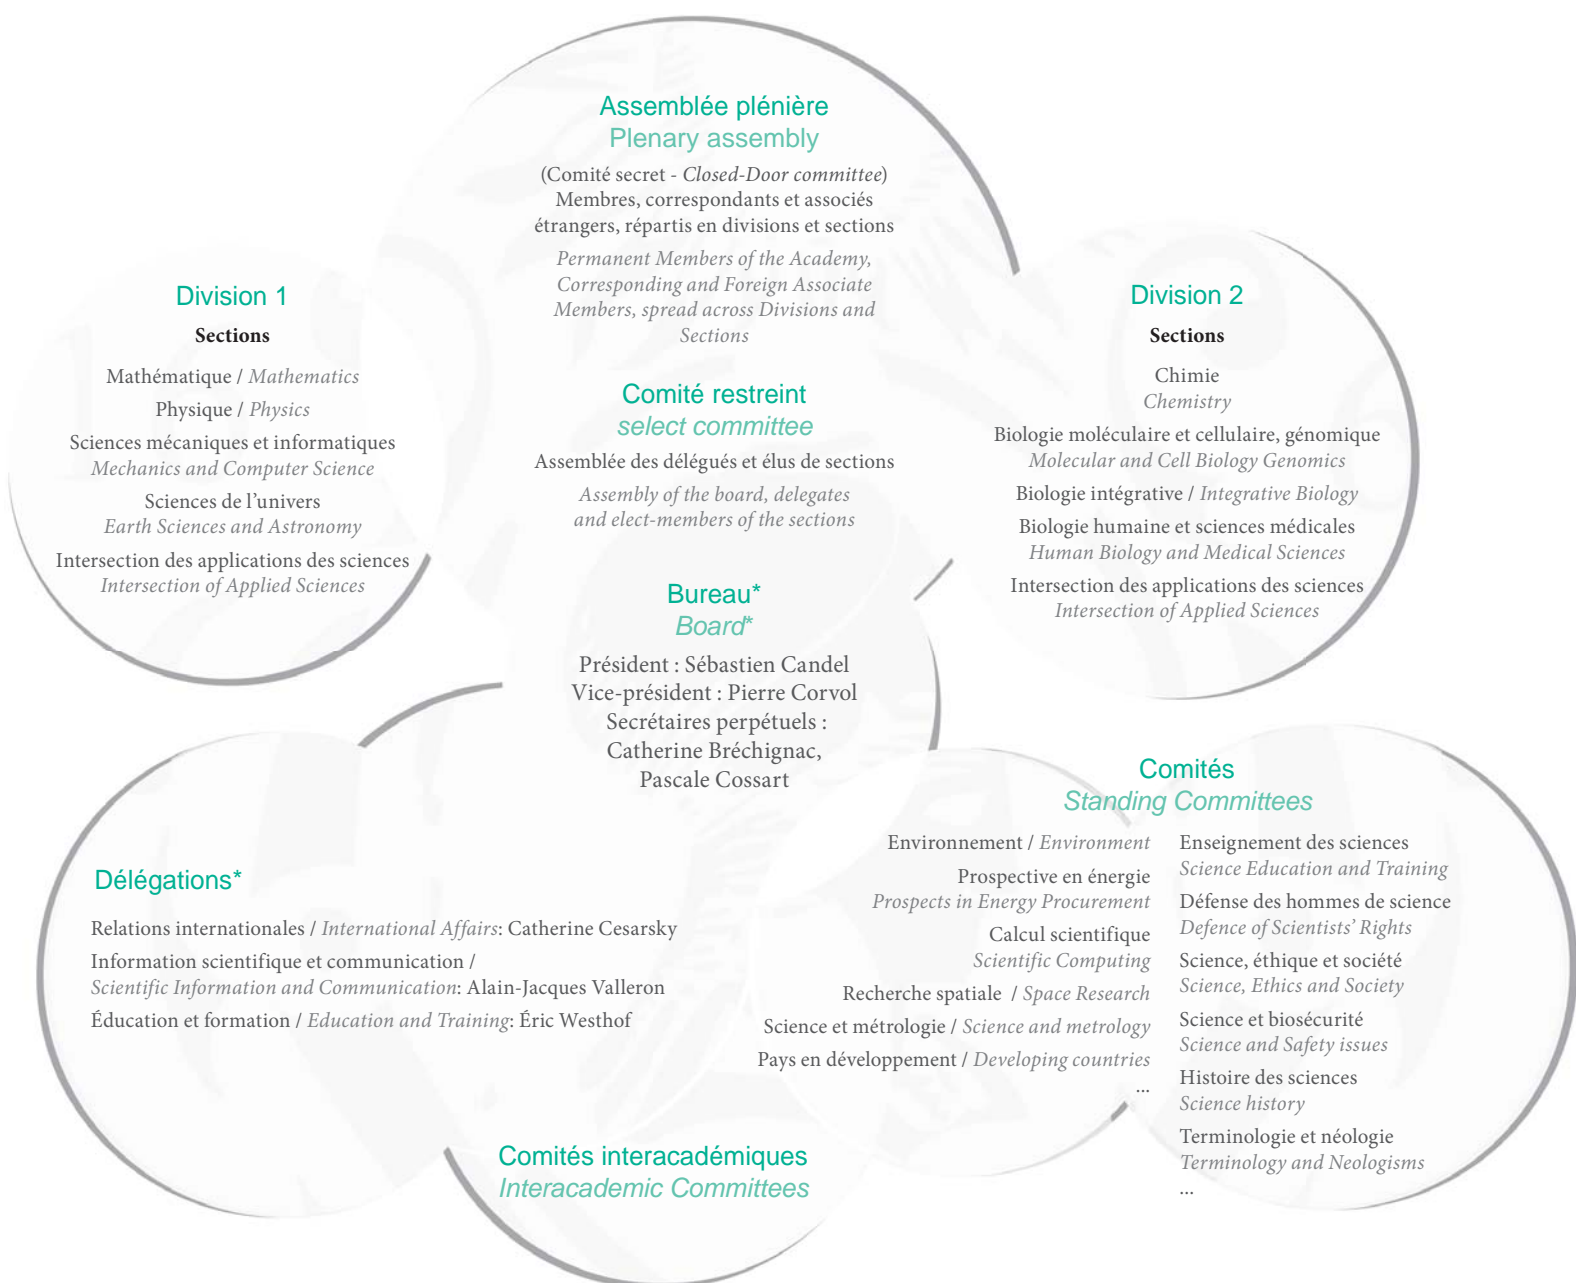 Assemblée plénière
Plenary assembly
(Comité secret - Closed-Door committee)
Membres, correspondants et associés
étrangers, répartis en divisions et sections
Permanent Members of the Academy,
Corresponding and Foreign Associate
Members, spread across Divisions and
Sections
Division 1
Sections
Mathématique / Mathematics
Physique / Physics
Sciences mécaniques et informatiques
Mechanics and Computer Science
Sciences de l’univers
Earth Sciences and Astronomy
Intersection des applications des sciences
Intersection of Applied Sciences
Comité restreint
select committee
Assemblée des délégués et élus de sections
Assembly of the board, delegates
and elect-members of the sections
Division 2
Sections
Chimie
Chemistry
Biologie moléculaire et cellulaire, génomique
Molecular and Cell Biology Genomics
Biologie intégrative / Integrative Biology
Biologie humaine et sciences médicales
Human Biology and Medical Sciences
Intersection des applications des sciences
Intersection of Applied Sciences
Bureau*
Board*
Président : Sébastien Candel
Vice-président : Pierre Corvol
Secrétaires perpétuels :
Catherine Bréchignac,
Pascale Cossart
Délégations*
Relations internationales / International Affairs: Catherine Cesarsky
Information scientifique et communication /
Scientific Information and Communication: Alain-Jacques Valleron
Éducation et formation / Education and Training: Éric Westhof
Comités
Standing Committees
Environnement / Environment
Prospective en énergie
Prospects in Energy Procurement
Calcul scientifique
Scientific Computing
Recherche spatiale / Space Research
Science et métrologie / Science and metrology
Pays en développement / Developing countries
...
Enseignement des sciences
Science Education and Training
Défense des hommes de science
Defence of Scientists’ Rights
Science, éthique et société
Science, Ethics and Society
Science et biosécurité
Science and Safety issues
Histoire des sciences
Science history
Terminologie et néologie
Terminology and Neologisms
...
Comités interacadémiques
Interacademic Committees